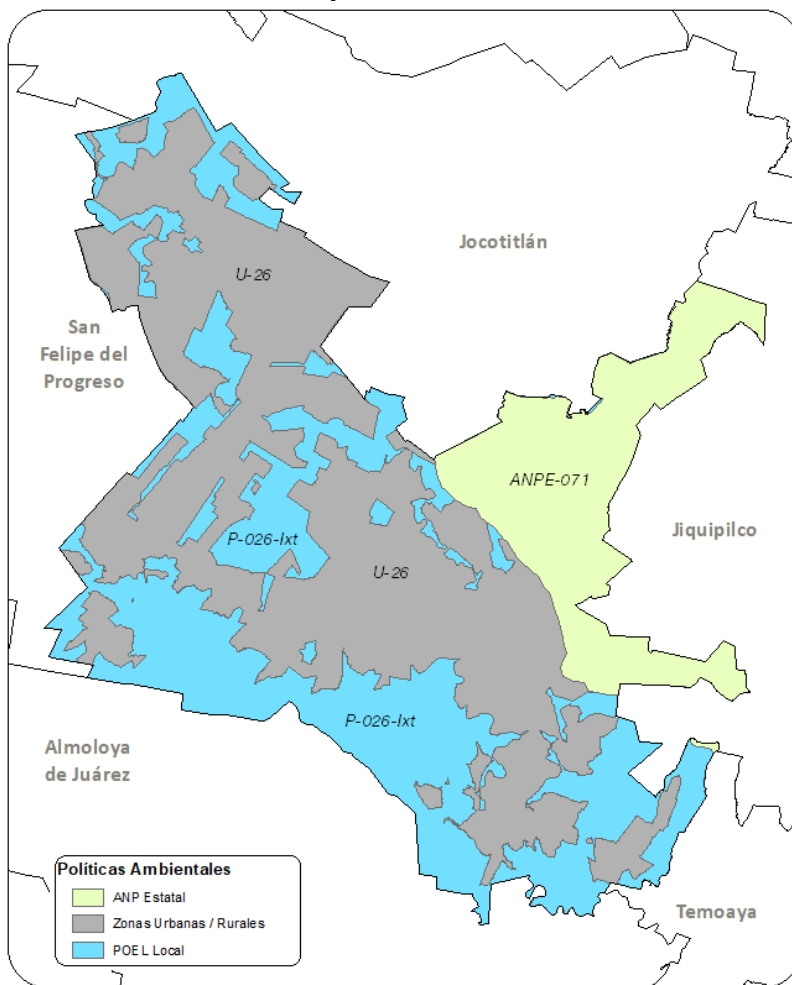 Jocotitlán
U-26
San
Felipe del
Progreso
ANPE-071
Jiquipilco
P-026-Ixt
U-26
P-026-Ixt
Almoloya
de Juárez
Políticas Ambientales
ANP Estatal
Zonas Urbanas / Rurales
POEL Local
Temoaya